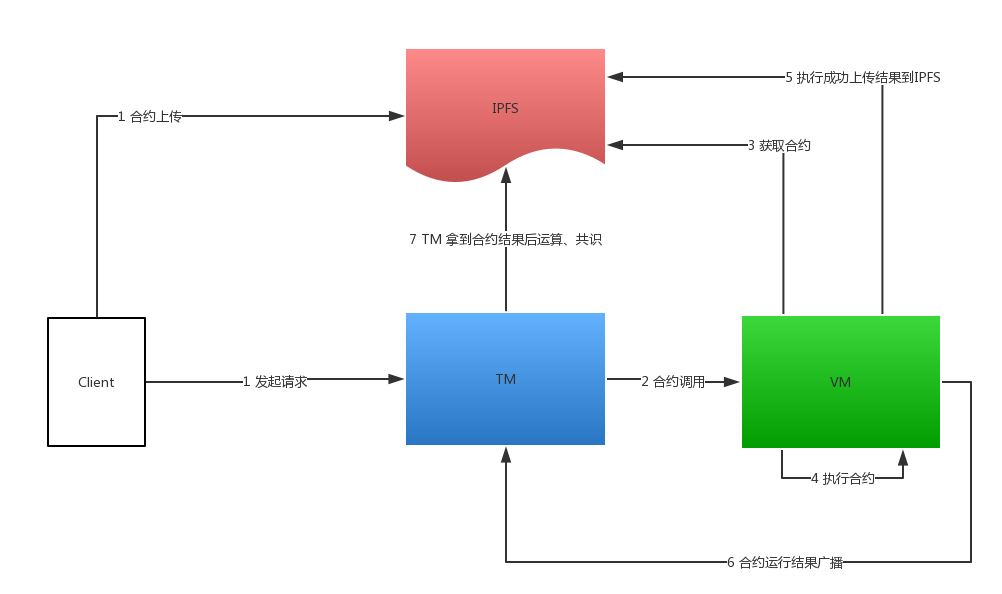 5 执行成功上传结果到IPFS
IPFS
1 合约上传
3 获取合约
7 TM 拿到合约结果后运算、共识
Client
1 发起请求
TM
2 合约调用
VM
4 执行合约
6 合约运行结果广播